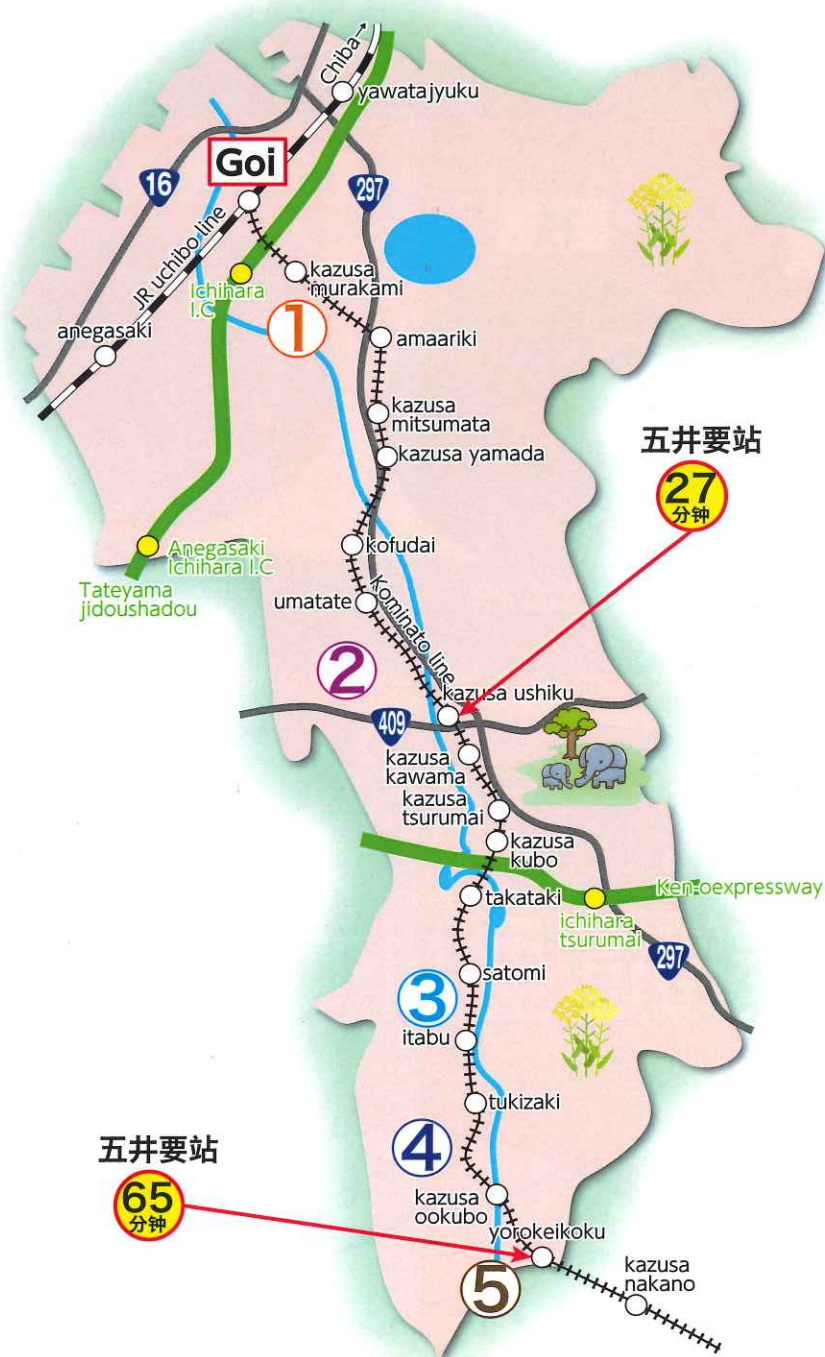 Chiba→
yawatajyuku
Goi
16
297
JR uchibo line
Ichihara
I.C
kazusa
murakami
1
anegasaki
amaariki
kazusa
mitsumata
kazusa yamada
五井要站
27
分钟
kofudai
Anegasaki
Ichihara I.C
Tateyama
jidoushadou
umatate
Kominato line
2
kazusa ushiku
409
kazusa
kawama
kazusa
tsurumai
kazusa
kubo
Ken-oexpressway
takataki
ichihara
tsurumai
297
satomi
3
itabu
tukizaki
4
五井要站
65
分钟
kazusa
ookubo
yorokeikoku
kazusa
nakano
5